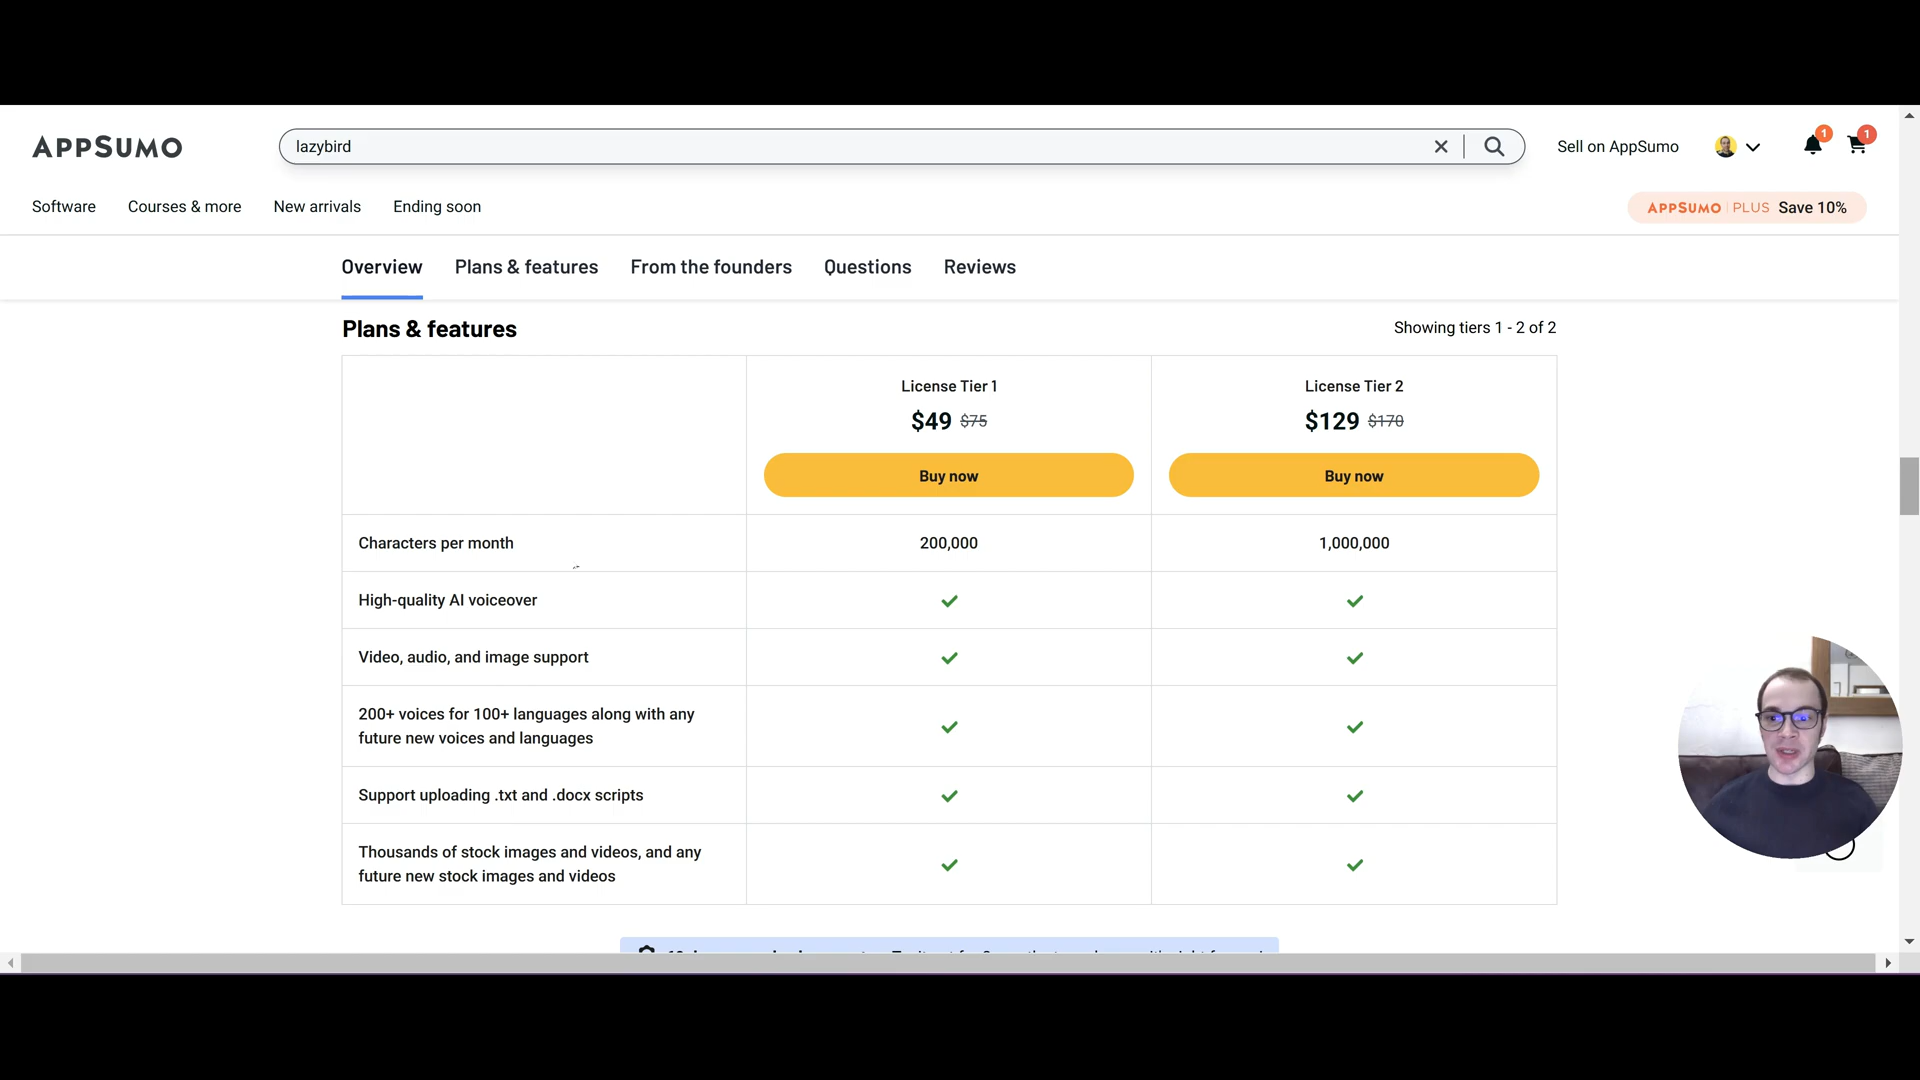 APPSUMO
lazybird
Sell on AppSumo
1
1
Software
Courses & more
New arrivals
Ending soon
APPSUMO PLUS Save 10%
Overview
Plans & features
From the founders
Questions
Reviews
Plans & features
Showing tiers 1 - 2 of 2
License Tier 1
License Tier 2
$49 $75
$129 $170
Buy now
Buy now
Characters per month
200,000
1,000,000
High-quality AI voiceover
Video, audio, and image support
200+ voices for 100+ languages along with any
future new voices and languages
Support uploading .txt and .docx scripts
Thousands of stock images and videos, and any
future new stock images and videos